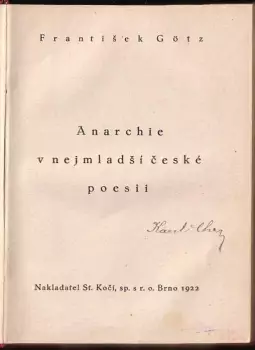 František Götz
Anarchie
v nejmladší české
poesii
Nakladatel St. Kočí, sp. s r. o. Brno 1922